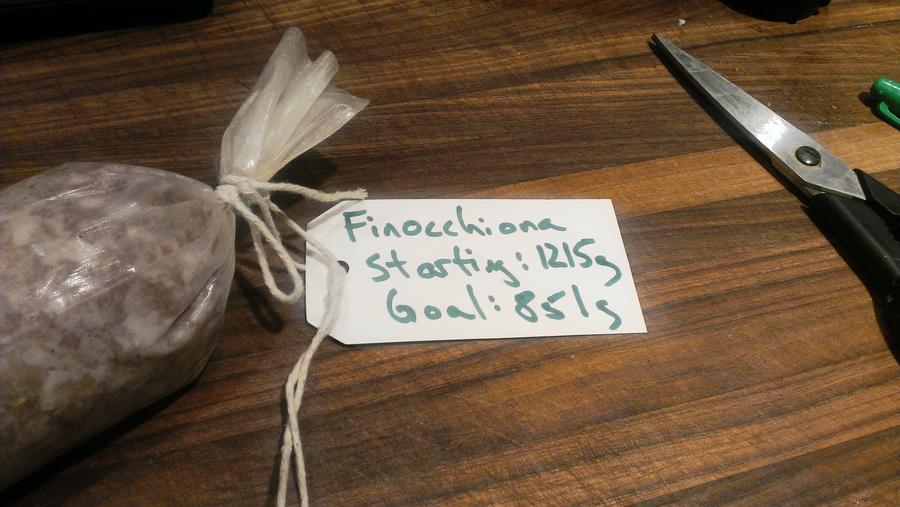 Finocchiona
Starting: 1215g
Goal: 851g